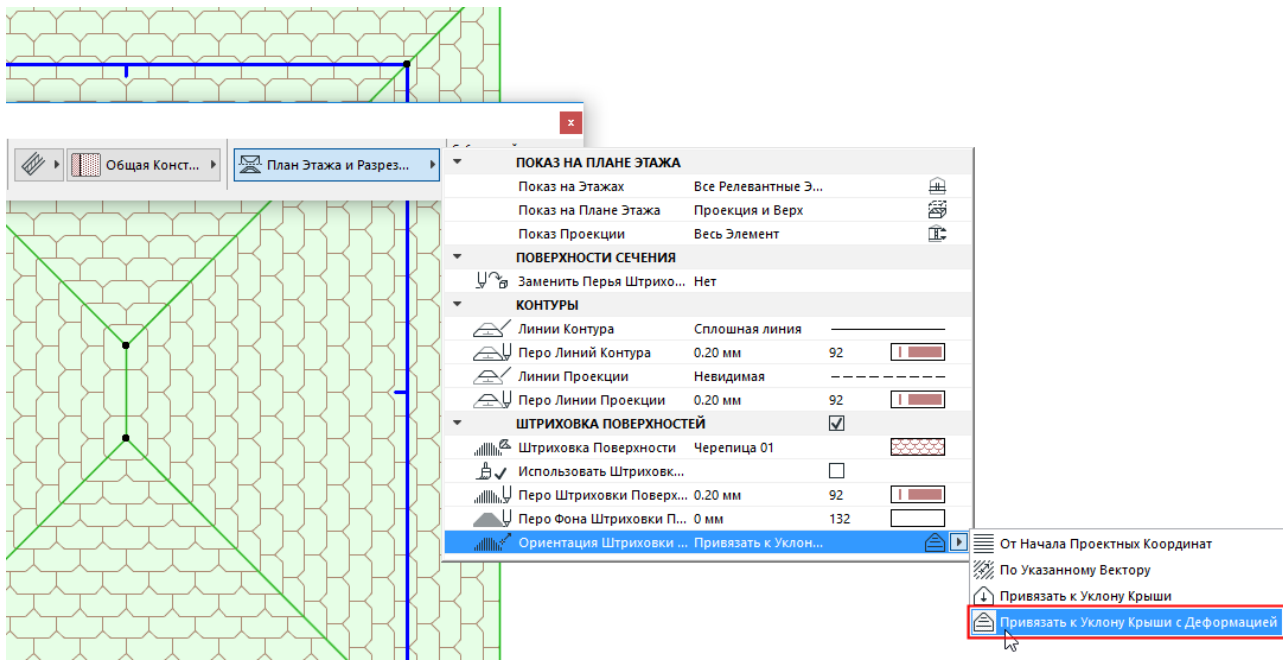 x
Общая Конст...
План Этажа и Разрез...
ПОКАЗ НА ПЛАНЕ ЭТАЖА
Показ на Этажах Все Релевантные Э...
Показ на Плане Этажа Проекция и Верх
Показ Проекции Весь Элемент
ПОВЕРХНОСТИ СЕЧЕНИЯ
Заменить Перья Штрихо... Нет
КОНТУРЫ
Линии Контура Сплошная линия
Перо Линий Контура 0.20 мм 92
Линии Проекции Невидимая
Перо Линии Проекции 0.20 мм 92
ШТРИХОВКА ПОВЕРХНОСТЕЙ
Штриховка Поверхности Черепица 01
Использовать Штриховк...
Перо Штриховки Поверх... 0.20 мм 92
Перо Фона Штриховки П... 0 мм 132
Ориентация Штриховки ... Привязать к Уклон...
От Начала Проектных Координат
По Указанному Вектору
Привязать к Уклону Крыши
Привязать к Уклону Крыши с Деформацией